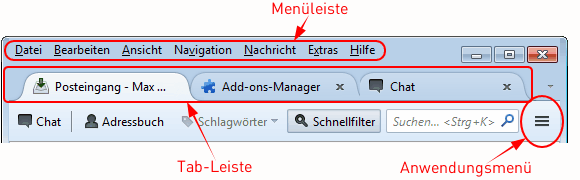 Menüleiste
Datei Bearbeiten Ansicht Navigation Nachricht Extras Hilfe
Posteingang - Max ... Add-ons-Manager Chat
Chat Adressbuch Schlagwörter Schnellfilter Suchen... <Strg+K>
Tab-Leiste
Anwendungsmenü